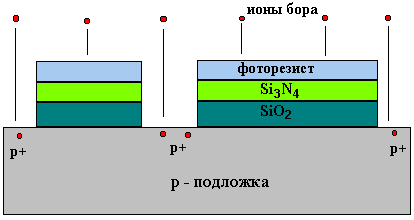 ионы бора
фоторезист
Si3N4
SiO2
p+
p+
p+
p - подложка